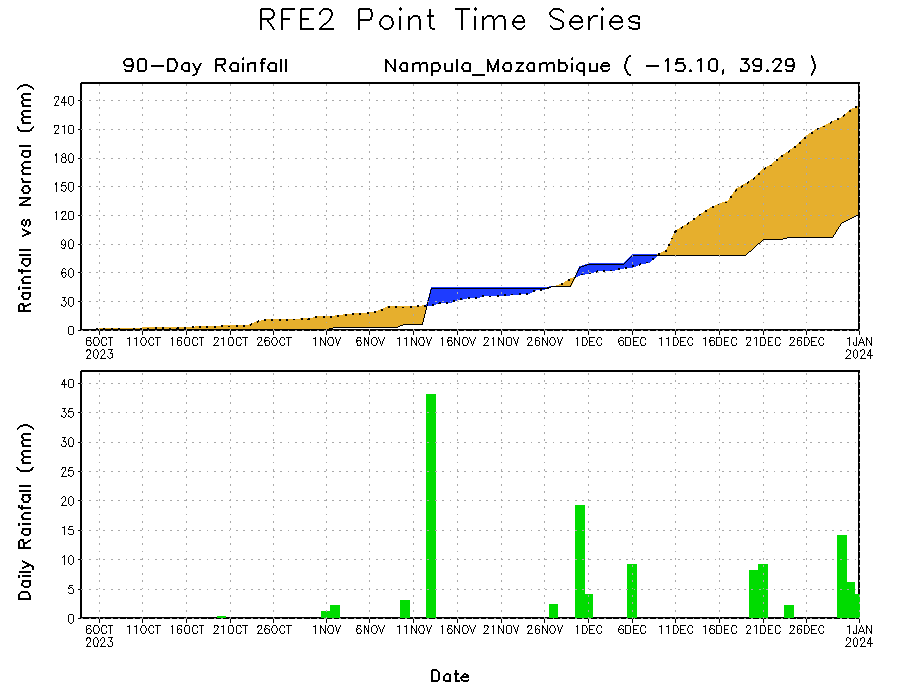 RFE2 Point Time Series
90-Day Rainfall Nampula_Mazambique ( -15.10, 39.29 )
Rainfall vs Normal (mm)
240
210
180
150
120
90
60
30
0
6OCT 11OCT 16OCT 21OCT 26OCT 1NOV 6NOV 11NOV 16NOV 21NOV 26NOV 1DEC 6DEC 11DEC 16DEC 21DEC 26DEC 1JAN
2023 2024
Daily Rainfall (mm)
40
35
30
25
20
15
10
5
0
6OCT 11OCT 16OCT 21OCT 26OCT 1NOV 6NOV 11NOV 16NOV 21NOV 26NOV 1DEC 6DEC 11DEC 16DEC 21DEC 26DEC 1JAN
2023 2024
Date